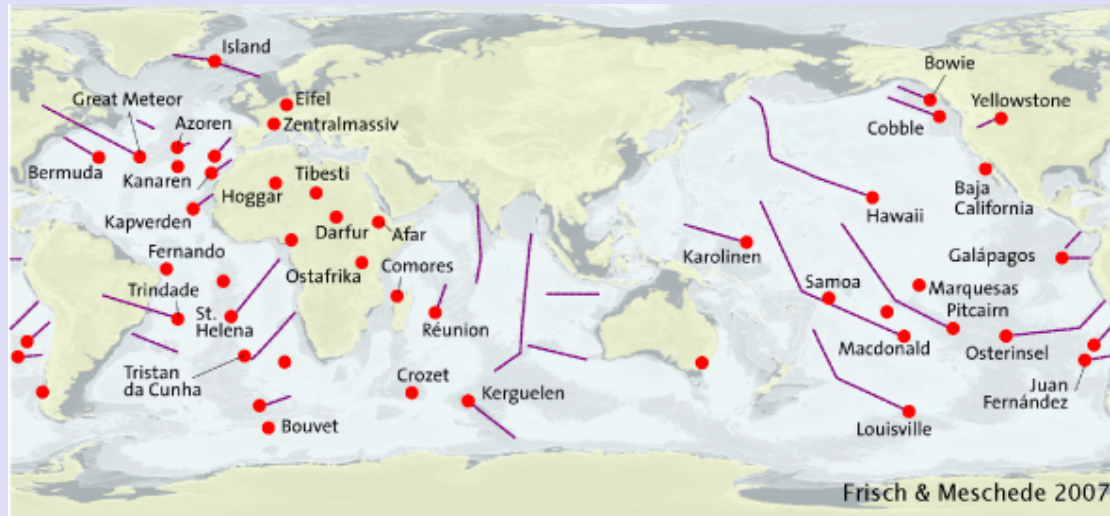 Island
Bowie
Eifel
Great Meteor
Yellowstone
Azoren
Zentralmassiv
Cobble
Bermuda
Kanaren
Tibesti
Hoggar
Baja
California
Hawaii
Kapverden
Darfur
Afar
Fernando
Karolinen
Galápagos
Ostafrika
Comores
Trindade
Samoa
Marquesas
Pitcairn
St.
Helena
Réunion
Macdonald
Osterinsel
Tristan
da Cunha
Crozet
Kerguelen
Juan
Fernández
Bouvet
Louisville
Frisch & Meschede 2007